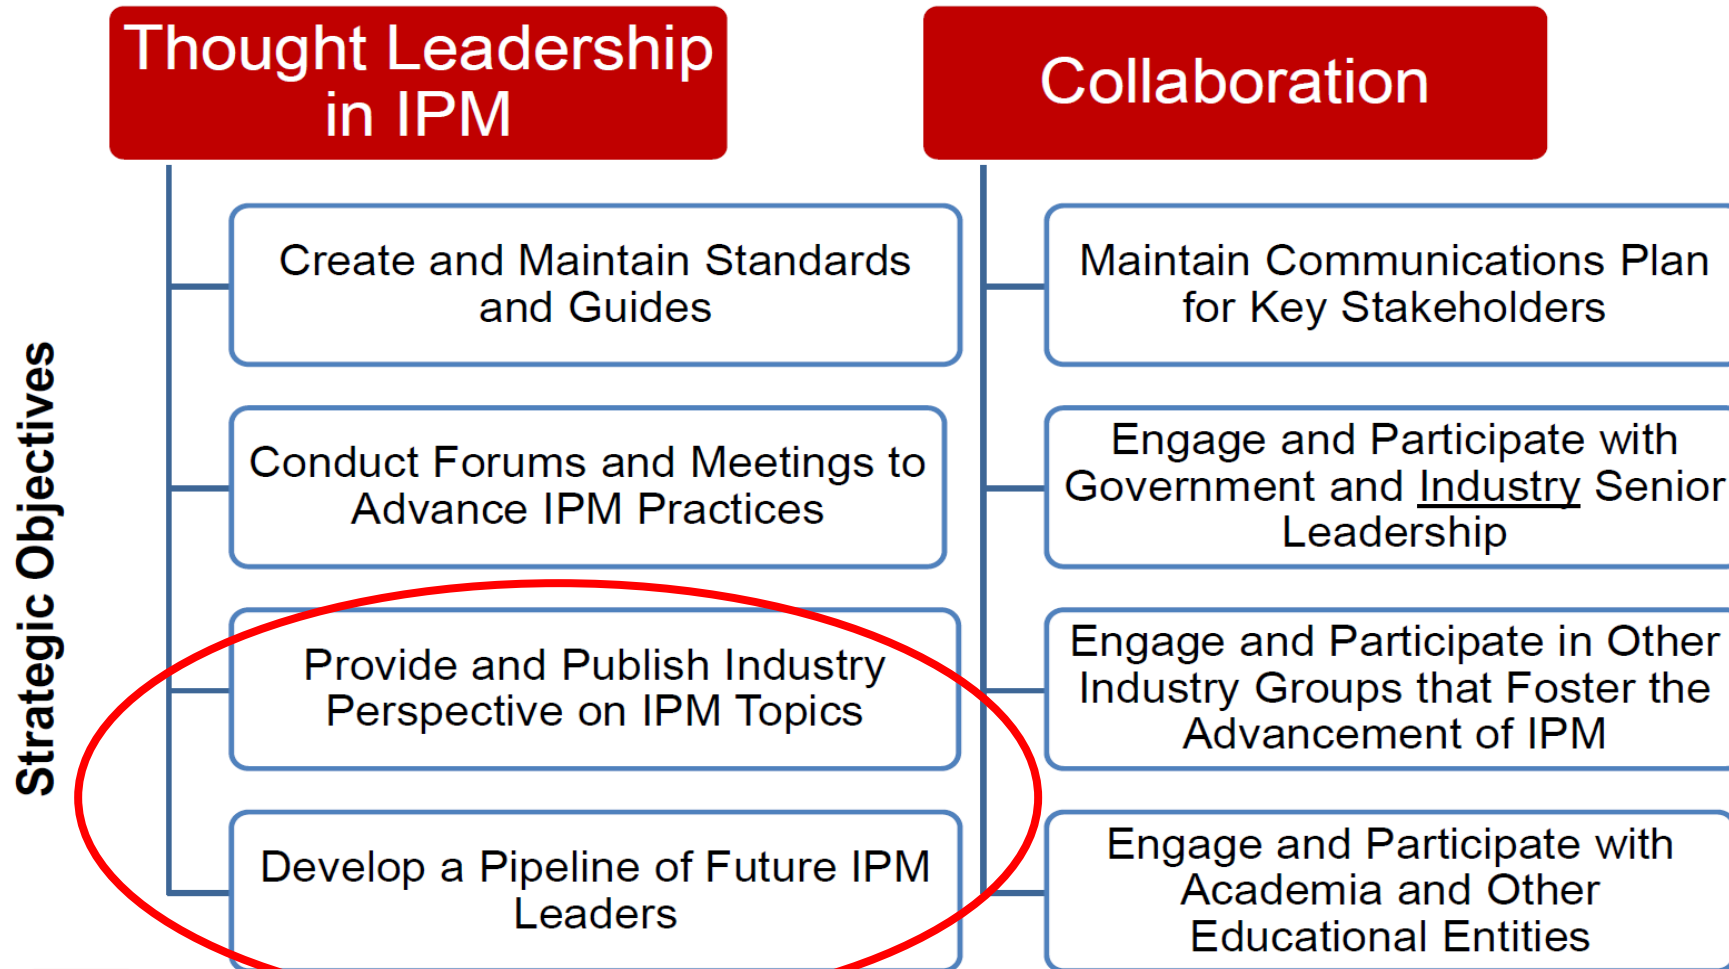 Strategic Objectives
Thought Leadership
in IPM
Create and Maintain Standards
and Guides
Conduct Forums and Meetings to
Advance IPM Practices
Provide and Publish Industry
Perspective on IPM Topics
Develop a Pipeline of Future IPM
Leaders
Collaboration
Maintain Communications Plan
for Key Stakeholders
Engage and Participate with
Government and Industry Senior
Leadership
Engage and Participate in Other
Industry Groups that Foster the
Advancement of IPM
Engage and Participate with
Academia and Other
Educational Entities